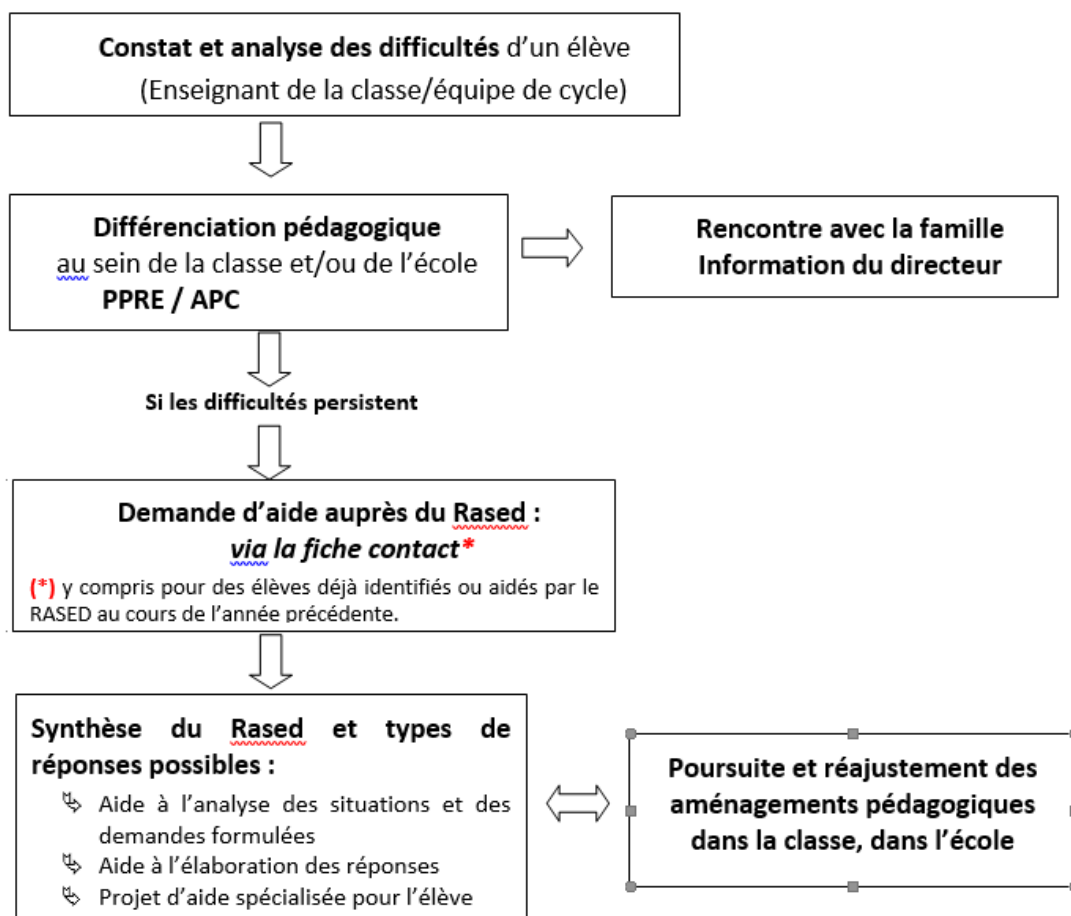 Constat et analyse des difficultés d’un élève
(Enseignant de la classe/équipe de cycle)
Différenciation pédagogique
au sein de la classe et/ou de l’école
PPRE / APC
Rencontre avec la famille
Information du directeur
Si les difficultés persistent
Demande d’aide auprès du Rased :
via la fiche contact*
(*) y compris pour des élèves déjà identifiés ou aidés par le
RASED au cours de l’année précédente.
Synthèse du Rased et types de
réponses possibles :
Aide à l’analyse des situations et des
demandes formulées
Aide à l’élaboration des réponses
Projet d’aide spécialisée pour l’élève
Poursuite et réajustement des
aménagements pédagogiques
dans la classe, dans l’école